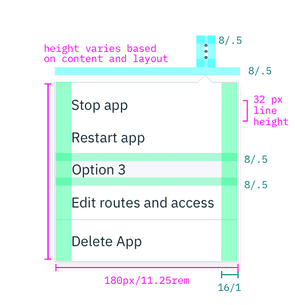 8/.5
height varies based
on content and layout
8/.5
Stop app
32 px
line
height
Restart app
8/.5
Option 3
8/.5
Edit routes and access
Delete App
180px/11.25rem
16/1